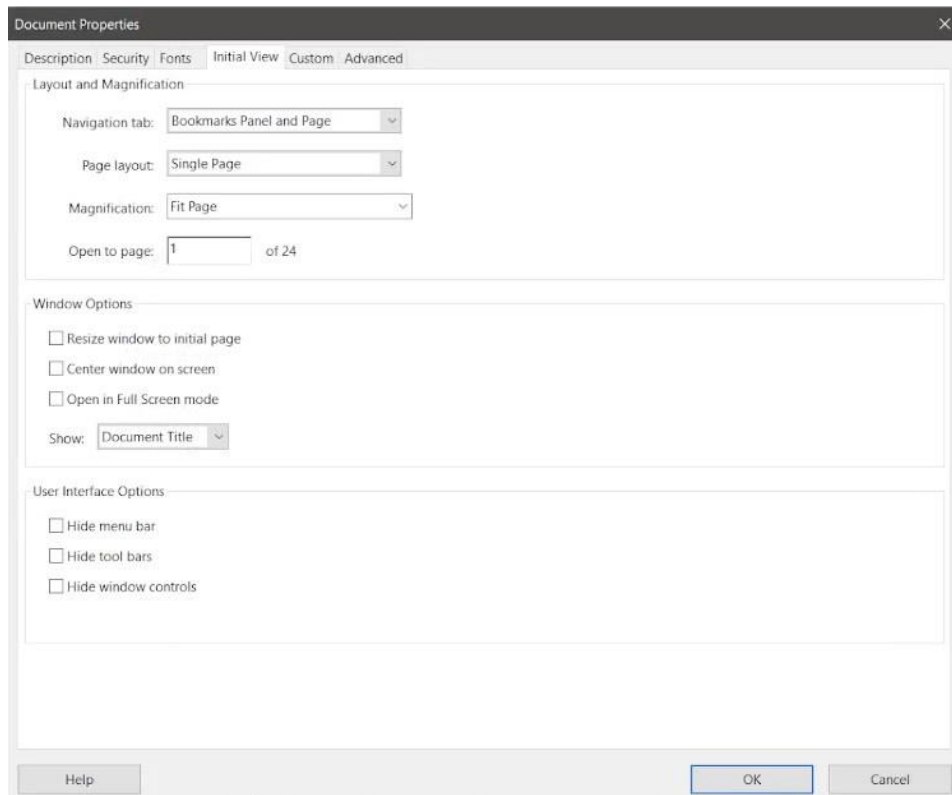 Document Properties
Description Security Fonts Initial View Custom Advanced
Layout and Magnification
Navigation tab: Bookmarks Panel and Page
Page layout: Single Page
Magnification: Fit Page
Open to page: 1 of 24
Window Options
Resize window to initial page
Center window on screen
Open in Full Screen mode
Show: Document Title
User Interface Options
Hide menu bar
Hide tool bars
Hide window controls
Help OK Cancel